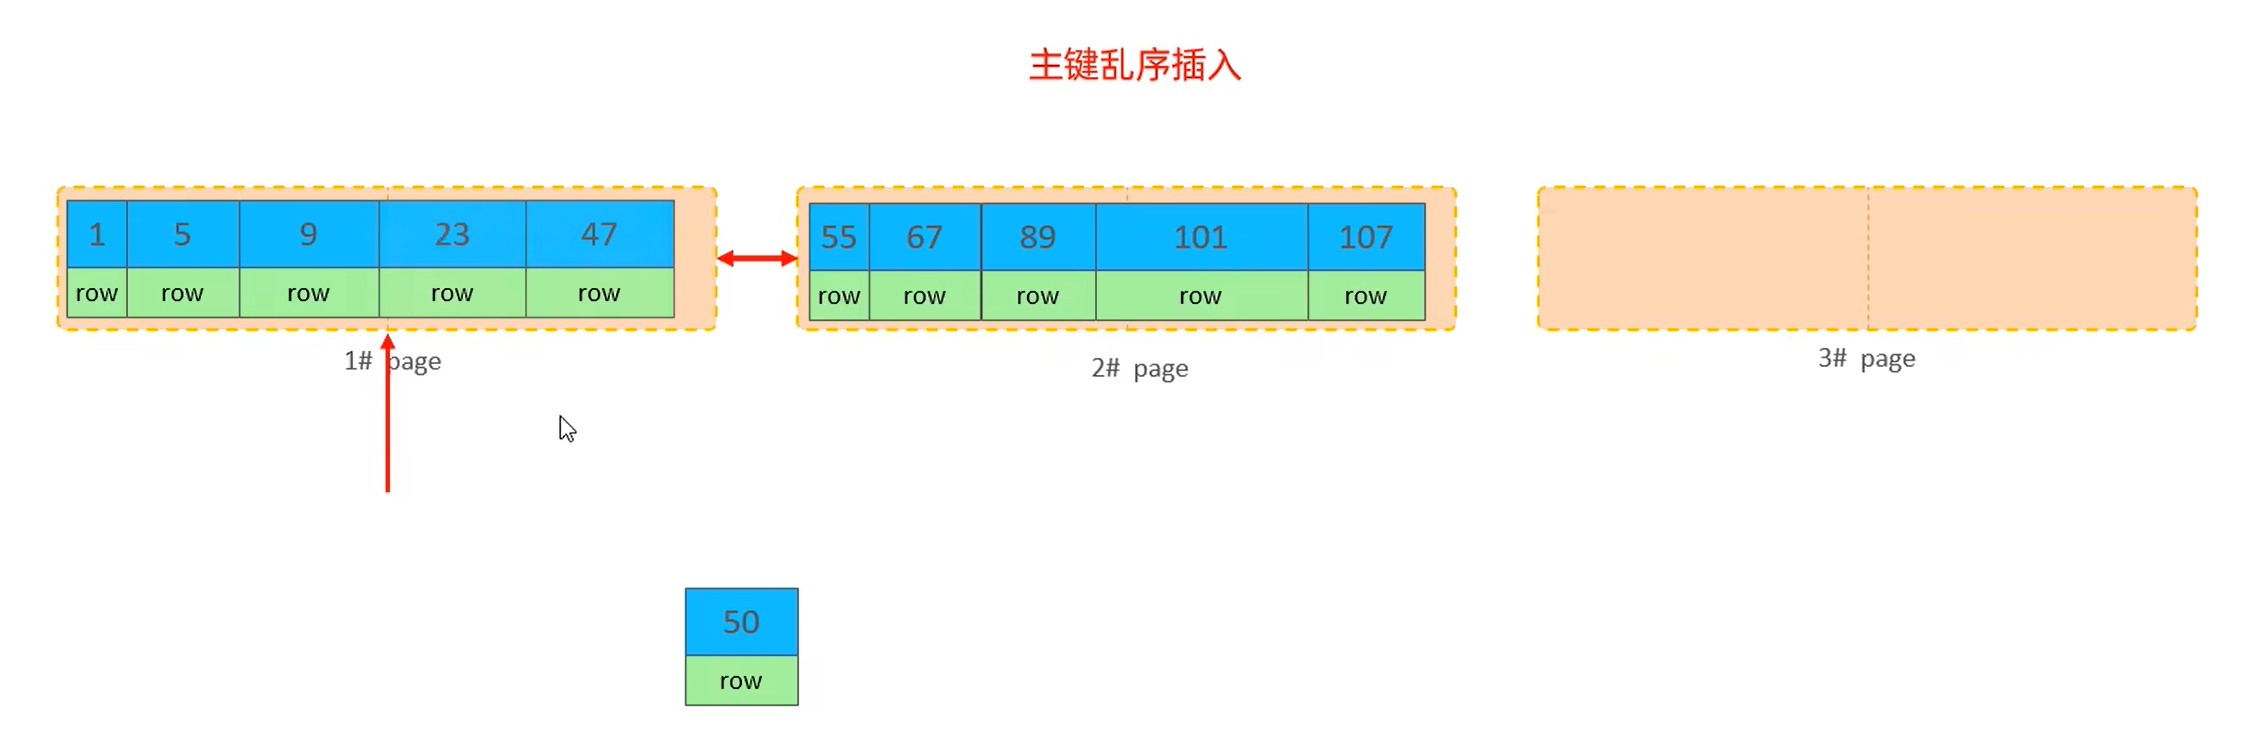 主键乱序插入
1 5 9 23 47
row row row row row
1# page
55 67 89 101 107
row row row row row
2# page
3# page
50
row